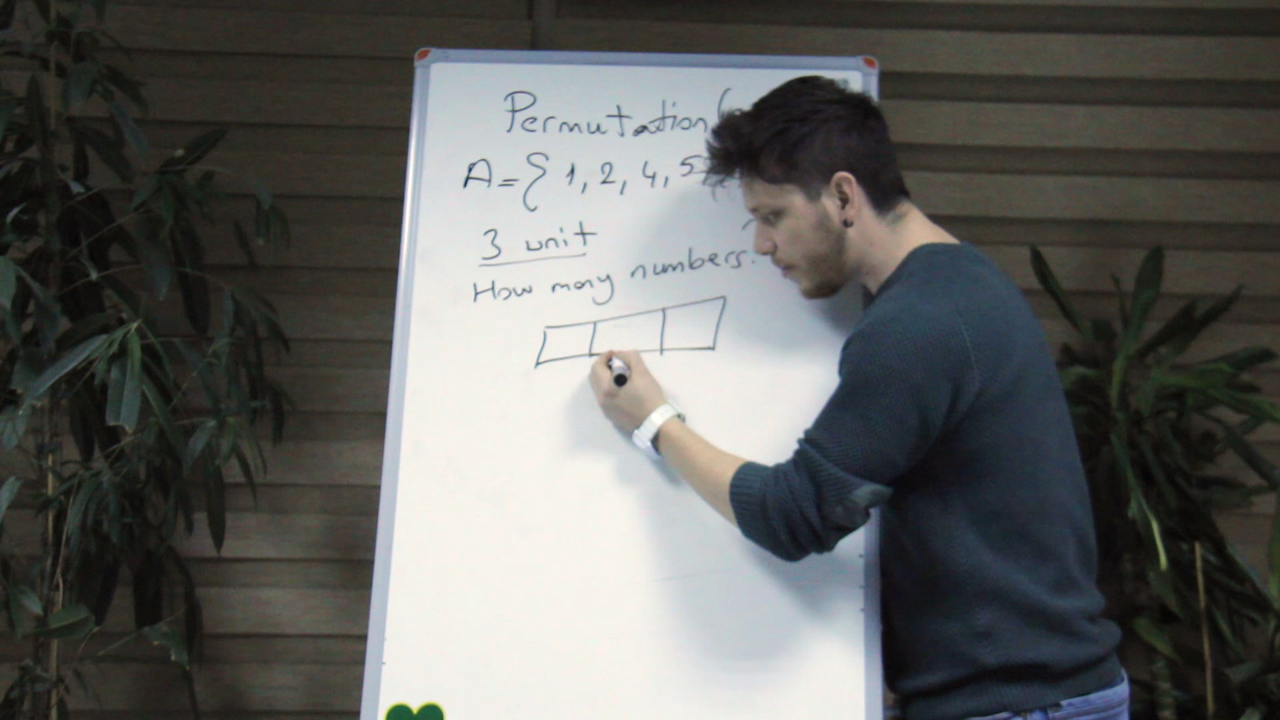 Permutation(
A={ 1, 2, 4, 5
3 unit
How many numbers.